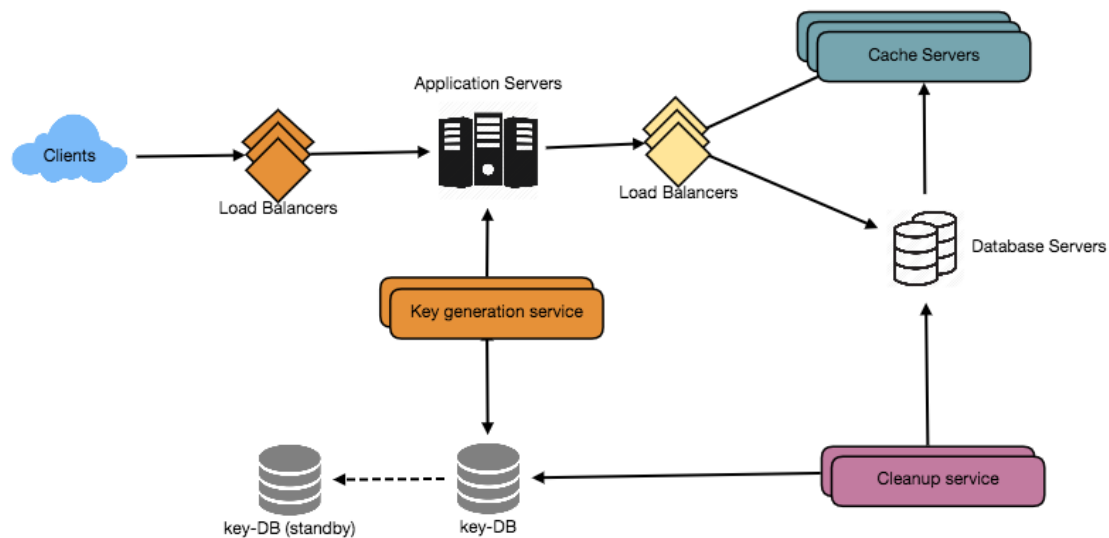 Cache Servers
Application Servers
Clients
Load Balancers
Load Balancers
Database Servers
Key generation service
Cleanup service
key-DB (standby)
key-DB